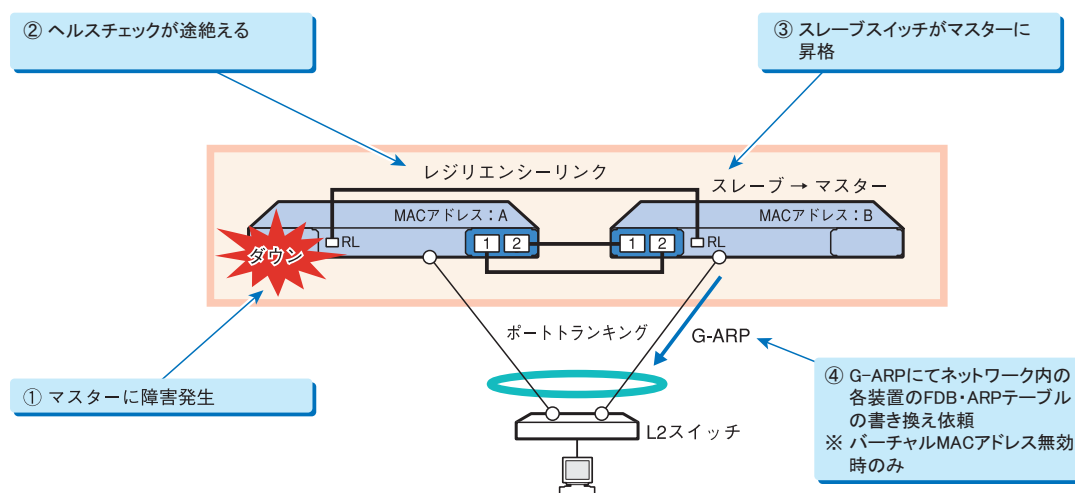 ② ヘルスチェックが途絶える
③ スレーブスイッチがマスターに
昇格
レジリエンシーリンク
スレーブ → マスター
MACアドレス：A
MACアドレス：B
RL
1 2
1 2
RL
ダウン
ポートトランキング
G-ARP
① マスターに障害発生
④ G-ARPにてネットワーク内の
各装置のFDB・ARPテーブル
の書き換え依頼
※ バーチャルMACアドレス無効
時のみ
L2スイッチ